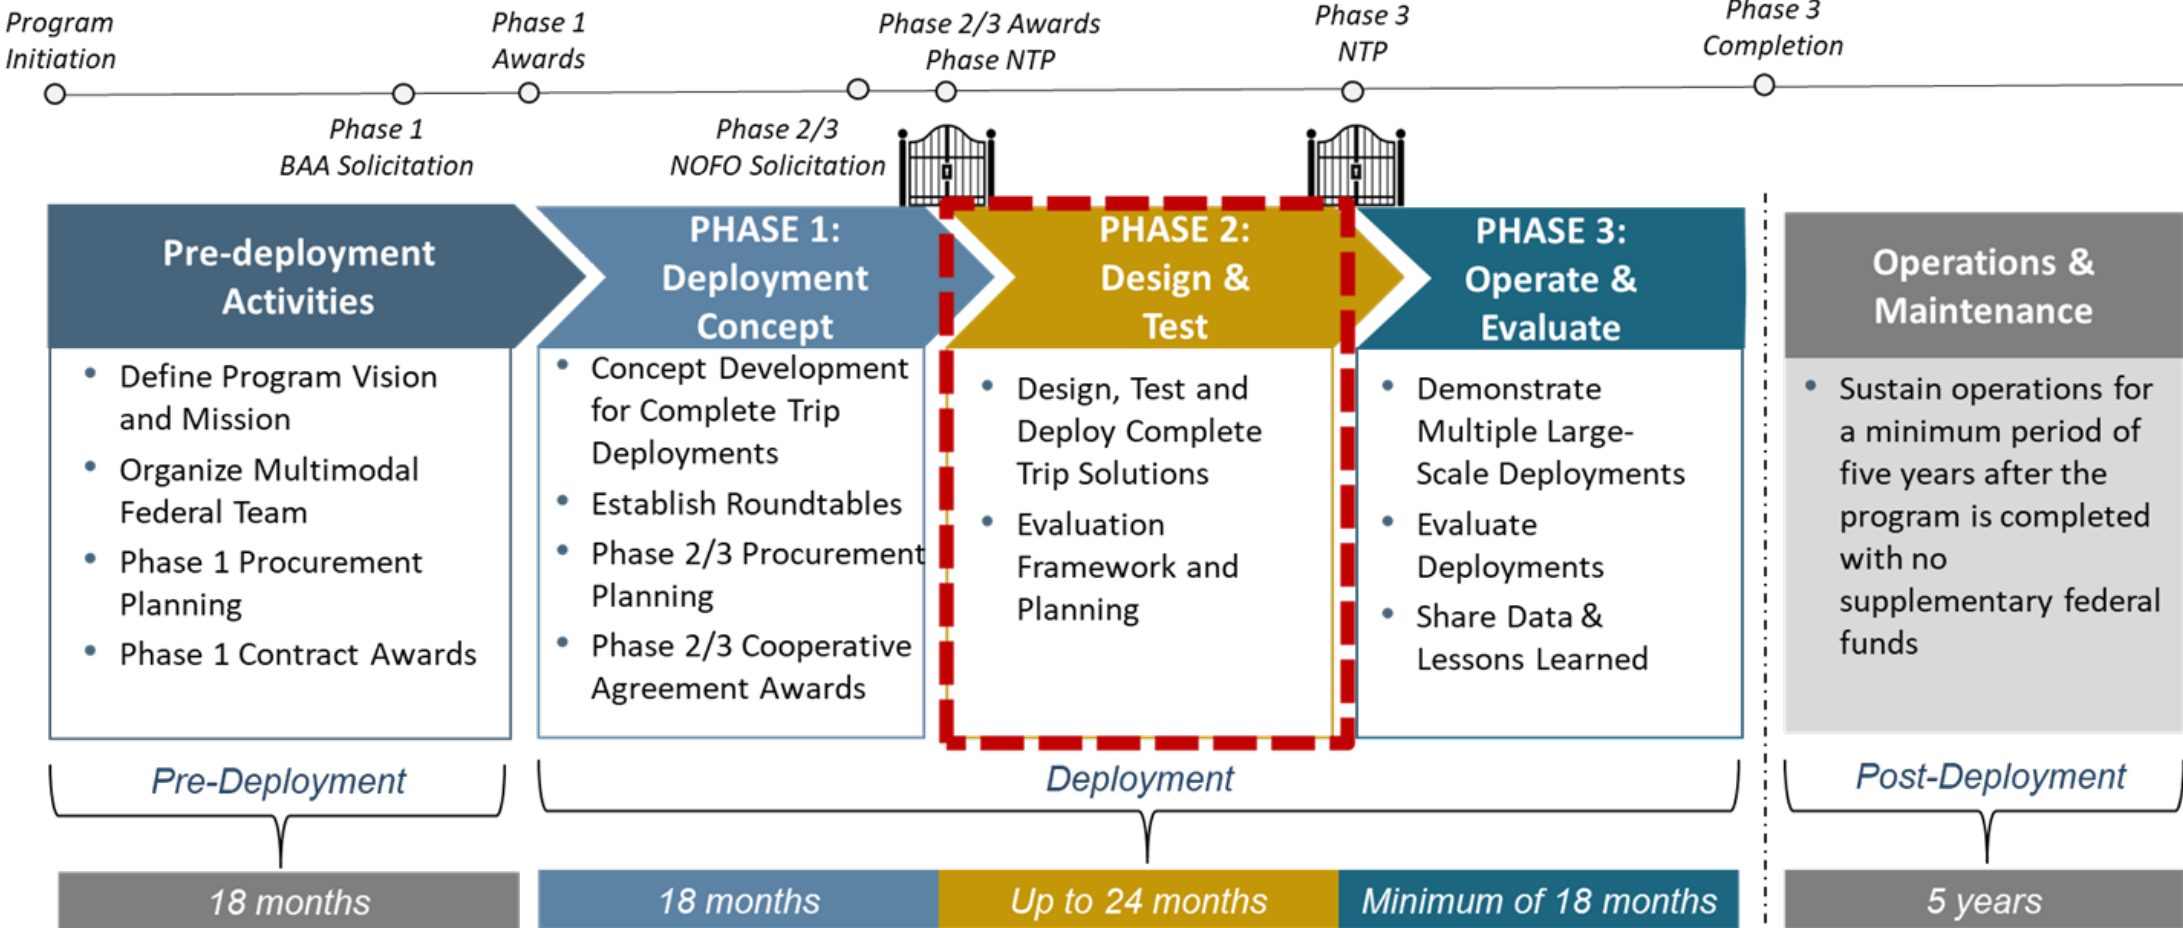 Program
Initiation
Phase 1
Awards
Phase 2/3 Awards
Phase NTP
Phase 3
NTP
Phase 3
Completion
Phase 1
BAA Solicitation
Phase 2/3
NOFO Solicitation
Pre-deployment
Activities
• Define Program Vision
and Mission
• Organize Multimodal
Federal Team
• Phase 1 Procurement
Planning
• Phase 1 Contract Awards
PHASE 1:
Deployment
Concept
• Concept Development
for Complete Trip
Deployments
• Establish Roundtables
• Phase 2/3 Procurement
Planning
• Phase 2/3 Cooperative
Agreement Awards
PHASE 2:
Design &
Test
• Design, Test and
Deploy Complete
Trip Solutions
• Evaluation
Framework and
Planning
PHASE 3:
Operate &
Evaluate
• Demonstrate
Multiple Large-
Scale Deployments
• Evaluate
Deployments
• Share Data &
Lessons Learned
Operations &
Maintenance
• Sustain operations for
a minimum period of
five years after the
program is completed
with no
supplementary federal
funds
Pre-Deployment
Deployment
Post-Deployment
18 months
18 months
Up to 24 months
Minimum of 18 months
5 years